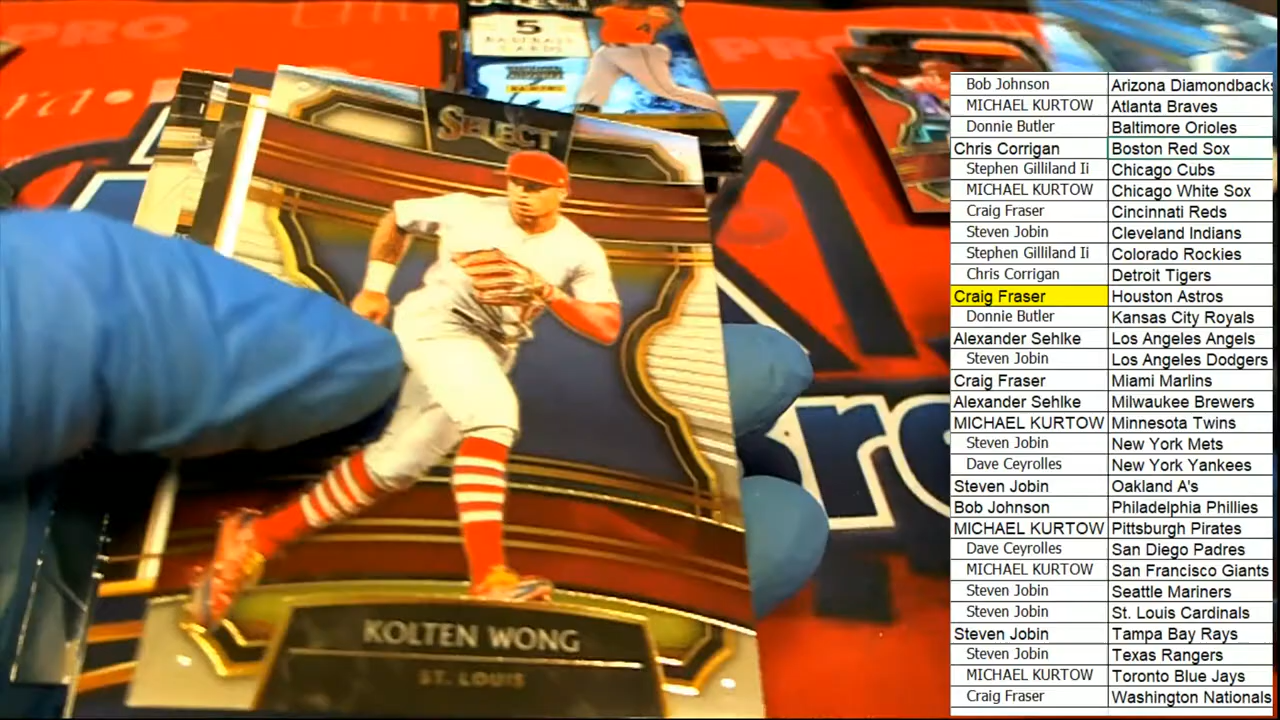 PRO
SELECT
5
BASEBALL
CARDS
4
PRO
SELECT
KOLTEN WONG
ST. LOUIS
Bob Johnson Arizona Diamondbacks
MICHAEL KURTOW Atlanta Braves
Donnie Butler Baltimore Orioles
Chris Corrigan Boston Red Sox
Stephen Gilliland Ii Chicago Cubs
MICHAEL KURTOW Chicago White Sox
Craig Fraser Cincinnati Reds
Steven Jobin Cleveland Indians
Stephen Gilliland Ii Colorado Rockies
Chris Corrigan Detroit Tigers
Craig Fraser Houston Astros
Donnie Butler Kansas City Royals
Alexander Sehlke Los Angeles Angels
Steven Jobin Los Angeles Dodgers
Craig Fraser Miami Marlins
Alexander Sehlke Milwaukee Brewers
MICHAEL KURTOW Minnesota Twins
Steven Jobin New York Mets
Dave Ceyrolles New York Yankees
Steven Jobin Oakland A's
Bob Johnson Philadelphia Phillies
MICHAEL KURTOW Pittsburgh Pirates
Dave Ceyrolles San Diego Padres
MICHAEL KURTOW San Francisco Giants
Steven Jobin Seattle Mariners
Steven Jobin St. Louis Cardinals
Steven Jobin Tampa Bay Rays
Steven Jobin Texas Rangers
MICHAEL KURTOW Toronto Blue Jays
Craig Fraser Washington Nationals